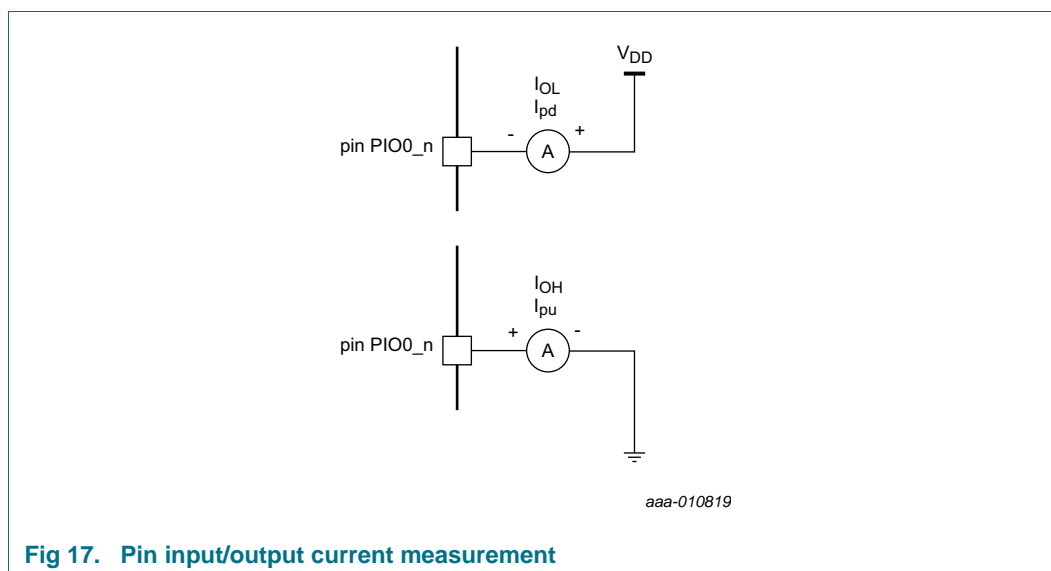 V_DD
I_OL
I_pd
- +
A
pin PIO0_n
I_OH
I_pu
+ -
A
pin PIO0_n
aaa-010819
Fig 17. Pin input/output current measurement